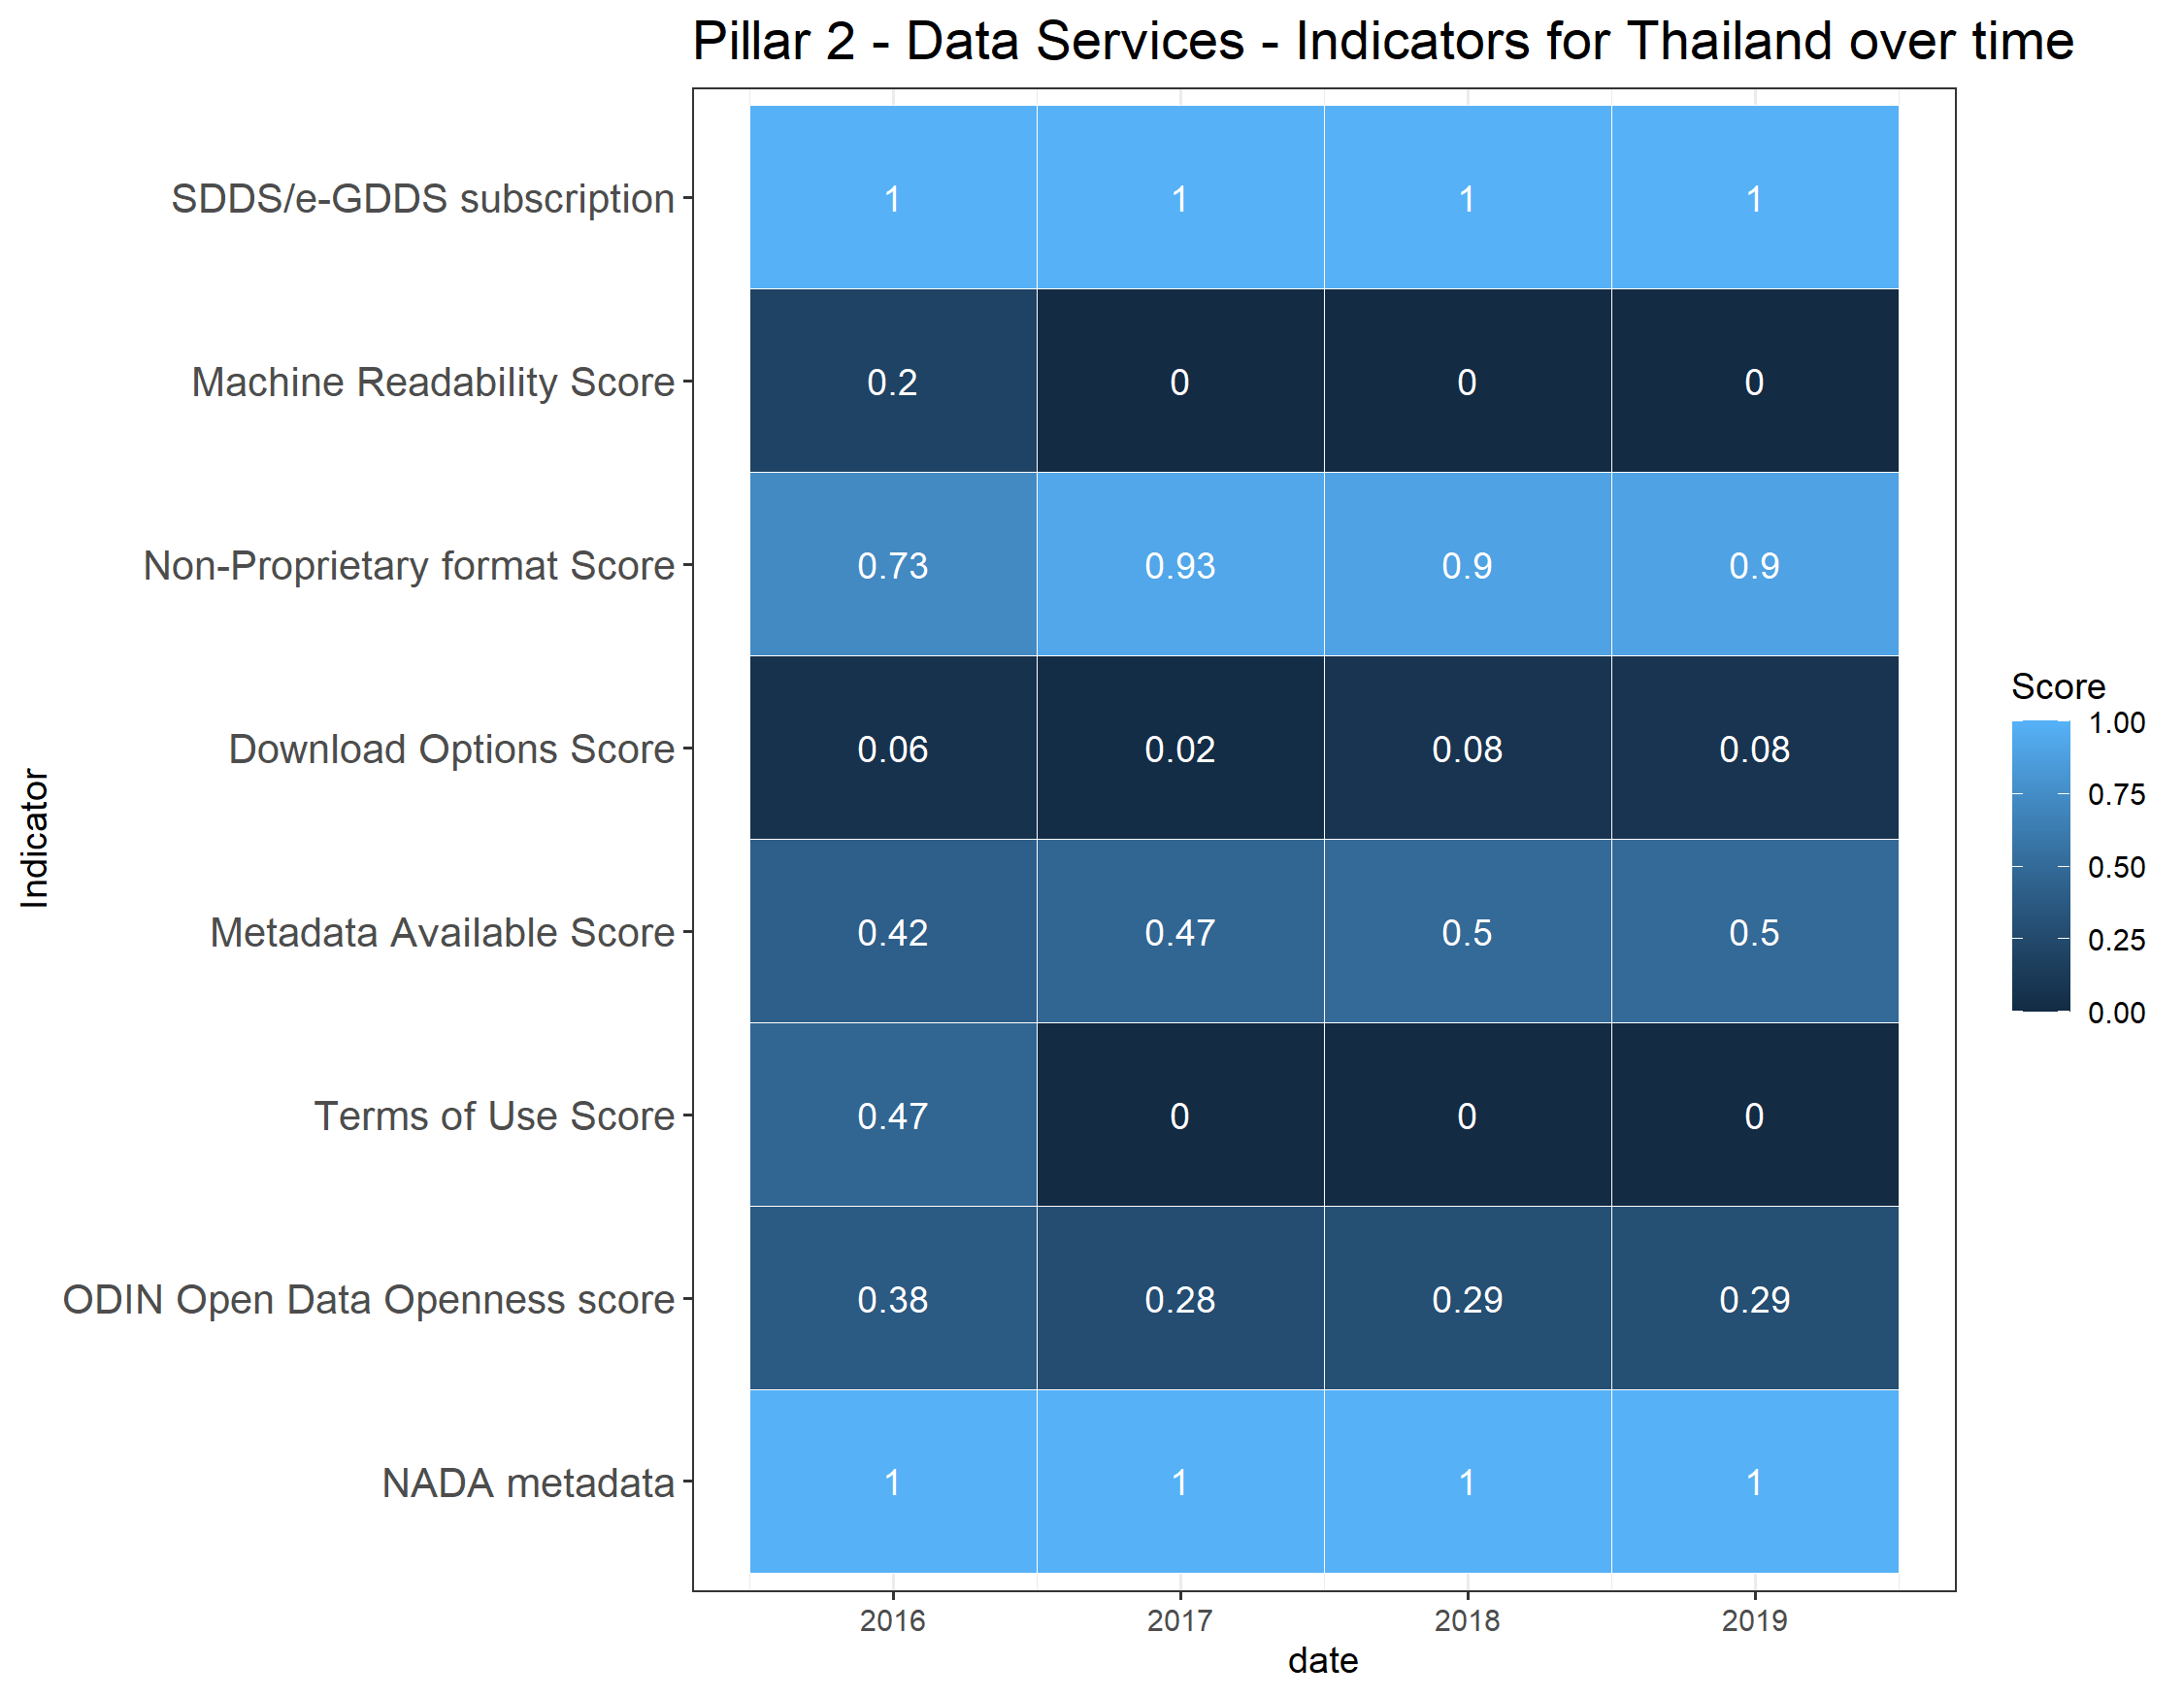 Pillar 2 - Data Services - Indicators for Thailand over time
SDDS/e-GDDS subscription 1 1 1 1
Machine Readability Score 0.2 0 0 0
Non-Proprietary format Score 0.73 0.93 0.9 0.9
Download Options Score 0.06 0.02 0.08 0.08
Metadata Available Score 0.42 0.47 0.5 0.5
Terms of Use Score 0.47 0 0 0
ODIN Open Data Openness score 0.38 0.28 0.29 0.29
NADA metadata 1 1 1 1
2016 2017 2018 2019
date
Indicator
Score
1.00
0.75
0.50
0.25
0.00